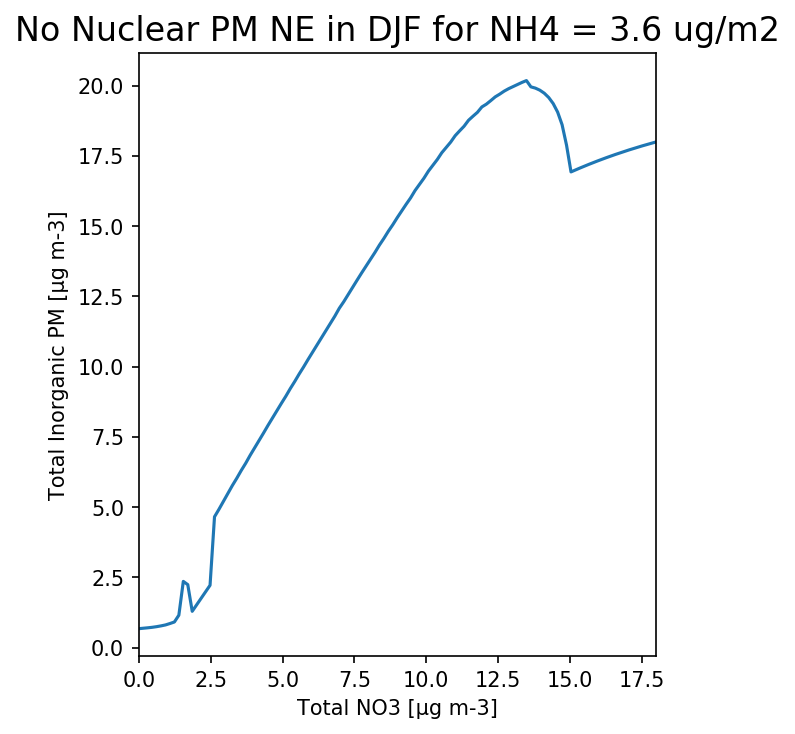 No Nuclear PM NE in DJF for NH4 = 3.6 ug/m2
Total Inorganic PM [µg m-3]
20.0
17.5
15.0
12.5
10.0
7.5
5.0
2.5
0.0
0.0 2.5 5.0 7.5 10.0 12.5 15.0 17.5
Total NO3 [µg m-3]